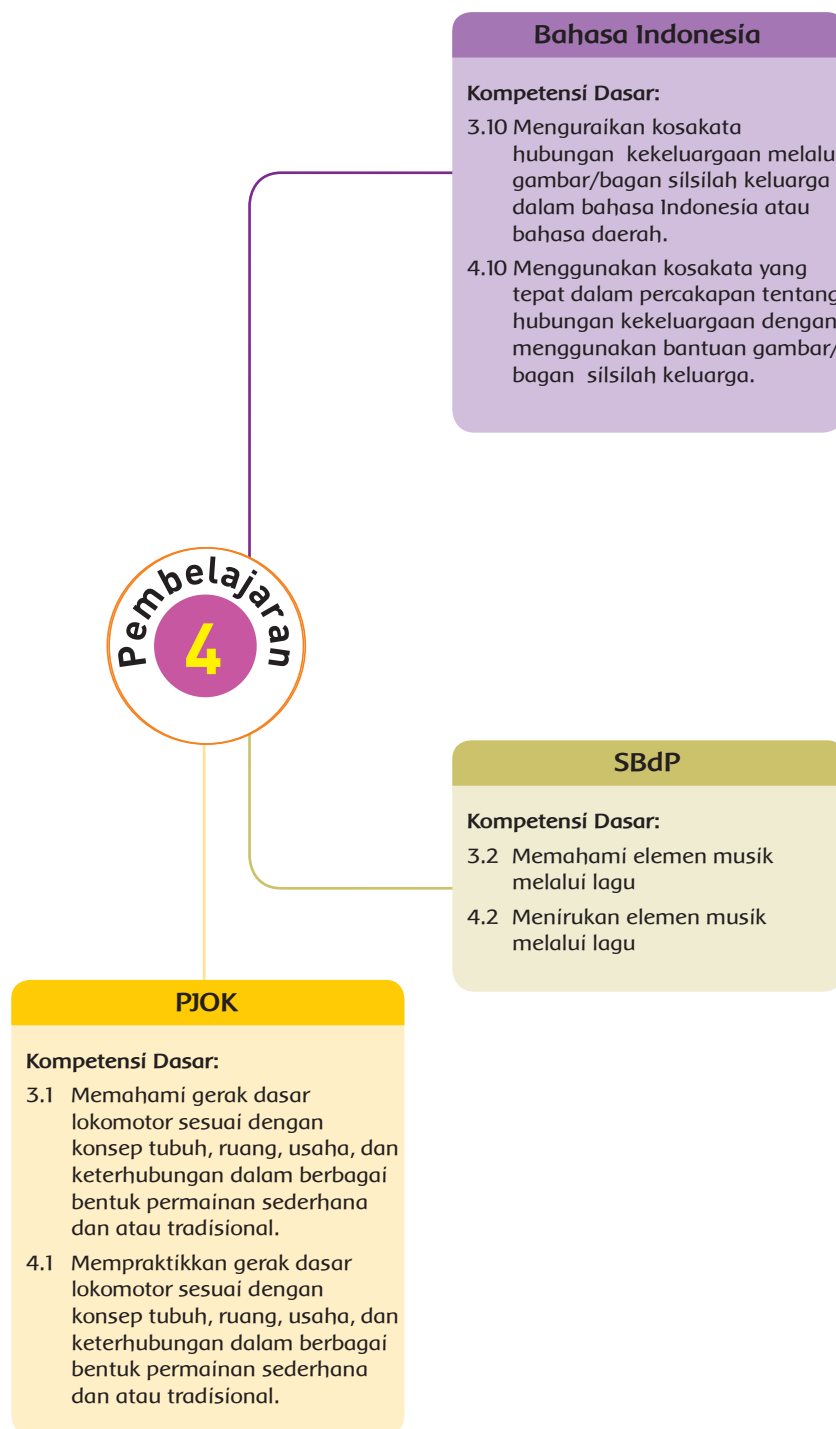 Bahasa Indonesia
Kompetensi Dasar:
3.10 Menguraikan kosakata
hubungan kekeluargaan melalu
gambar/bagan silsilah keluarga
dalam bahasa Indonesia atau
bahasa daerah.
4.10 Menggunakan kosakata yang
tepat dalam percakapan tentang
hubungan kekeluargaan dengan
menggunakan bantuan gambar/
bagan silsilah keluarga.
Pembelajaran
4
SBdP
Kompetensi Dasar:
3.2 Memahami elemen musik
melalui lagu
4.2 Menirukan elemen musik
melalui lagu
PJOK
Kompetensi Dasar:
3.1 Memahami gerak dasar
lokomotor sesuai dengan
konsep tubuh, ruang, usaha, dan
keterhubungan dalam berbagai
bentuk permainan sederhana
dan atau tradisional.
4.1 Mempraktikkan gerak dasar
lokomotor sesuai dengan
konsep tubuh, ruang, usaha, dan
keterhubungan dalam berbagai
bentuk permainan sederhana
dan atau tradisional.